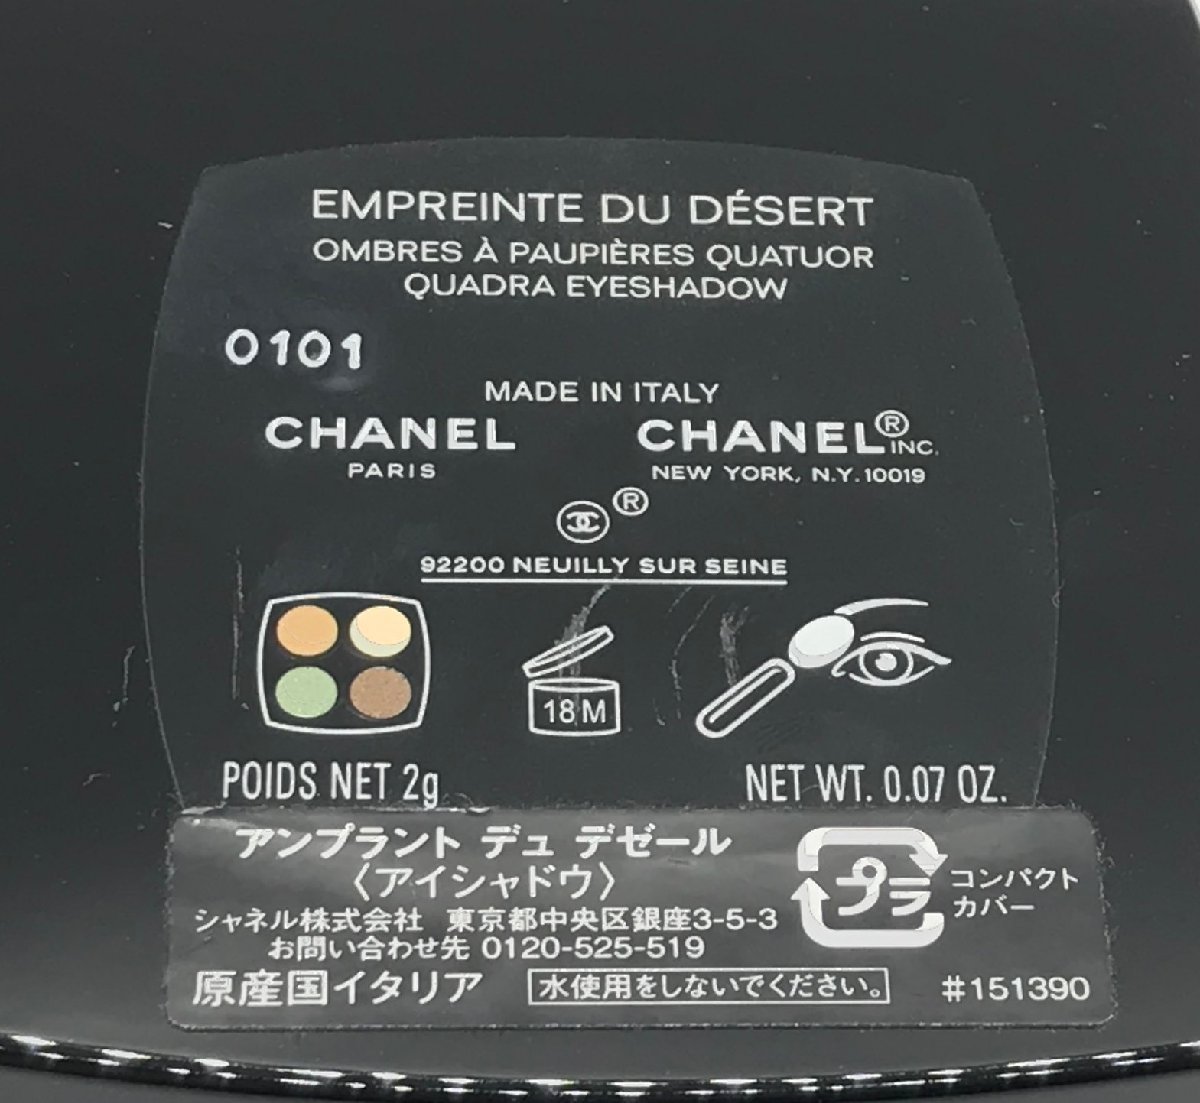 EMPREINTE DU DÉSERT
OMBRES À PAUPIÈRES QUATUOR
QUADRA EYESHADOW
0101
MADE IN ITALY
CHANEL
PARIS
CHANEL® INC.
NEW YORK, N.Y. 10019
®
92200 NEUILLY SUR SEINE
18 M
POIDS NET 2g
NET WT. 0.07 OZ.
アンプラント デュ デゼール
〈アイシャドウ〉
シャネル株式会社 東京都中央区銀座3-5-3
お問い合わせ先 0120-525-519
プラ
コンパクト
カバー
原産国イタリア
水使用をしないでください。
#151390